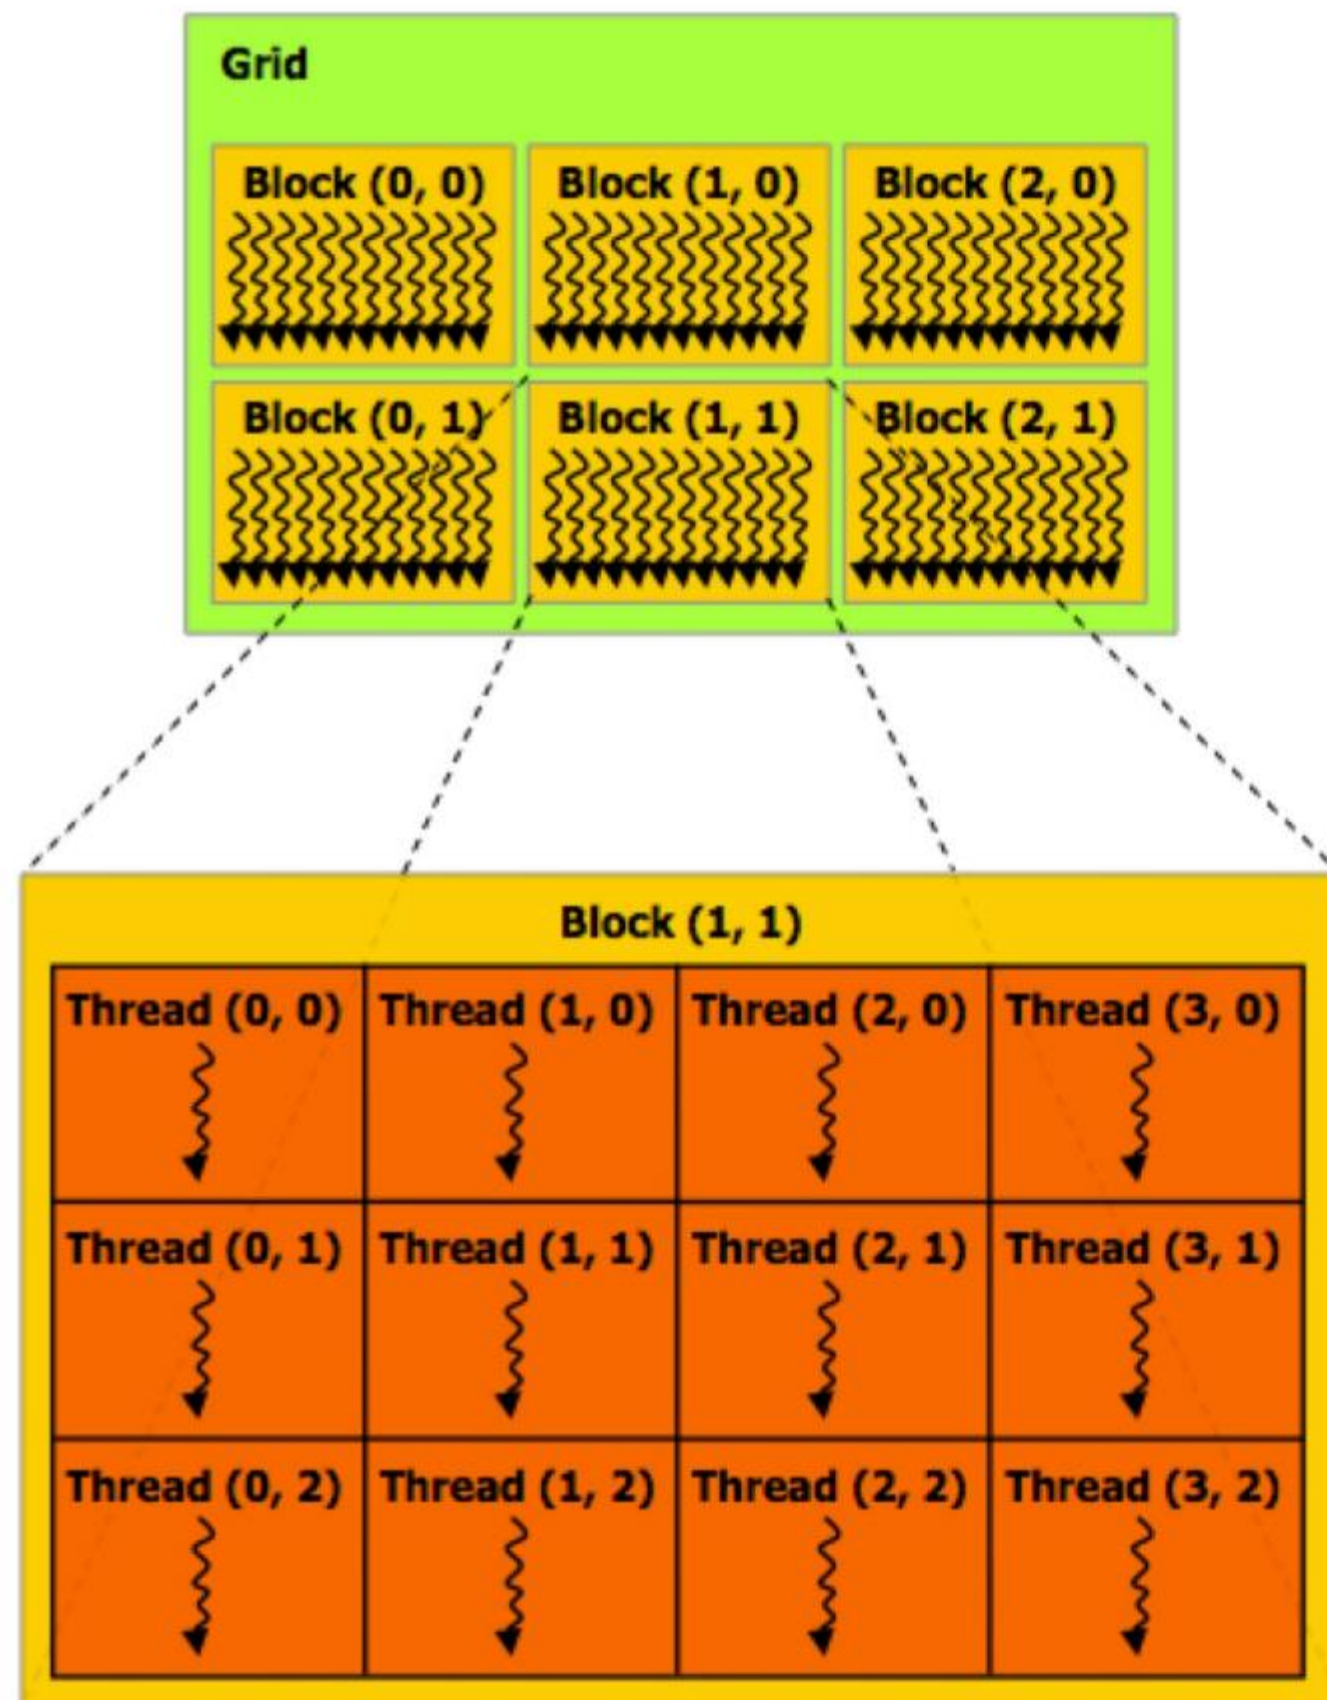 Grid
Block (0, 0) Block (1, 0) Block (2, 0)
Block (0, 1) Block (1, 1) Block (2, 1)
Block (1, 1)
Thread (0, 0) Thread (1, 0) Thread (2, 0) Thread (3, 0)
Thread (0, 1) Thread (1, 1) Thread (2, 1) Thread (3, 1)
Thread (0, 2) Thread (1, 2) Thread (2, 2) Thread (3, 2)